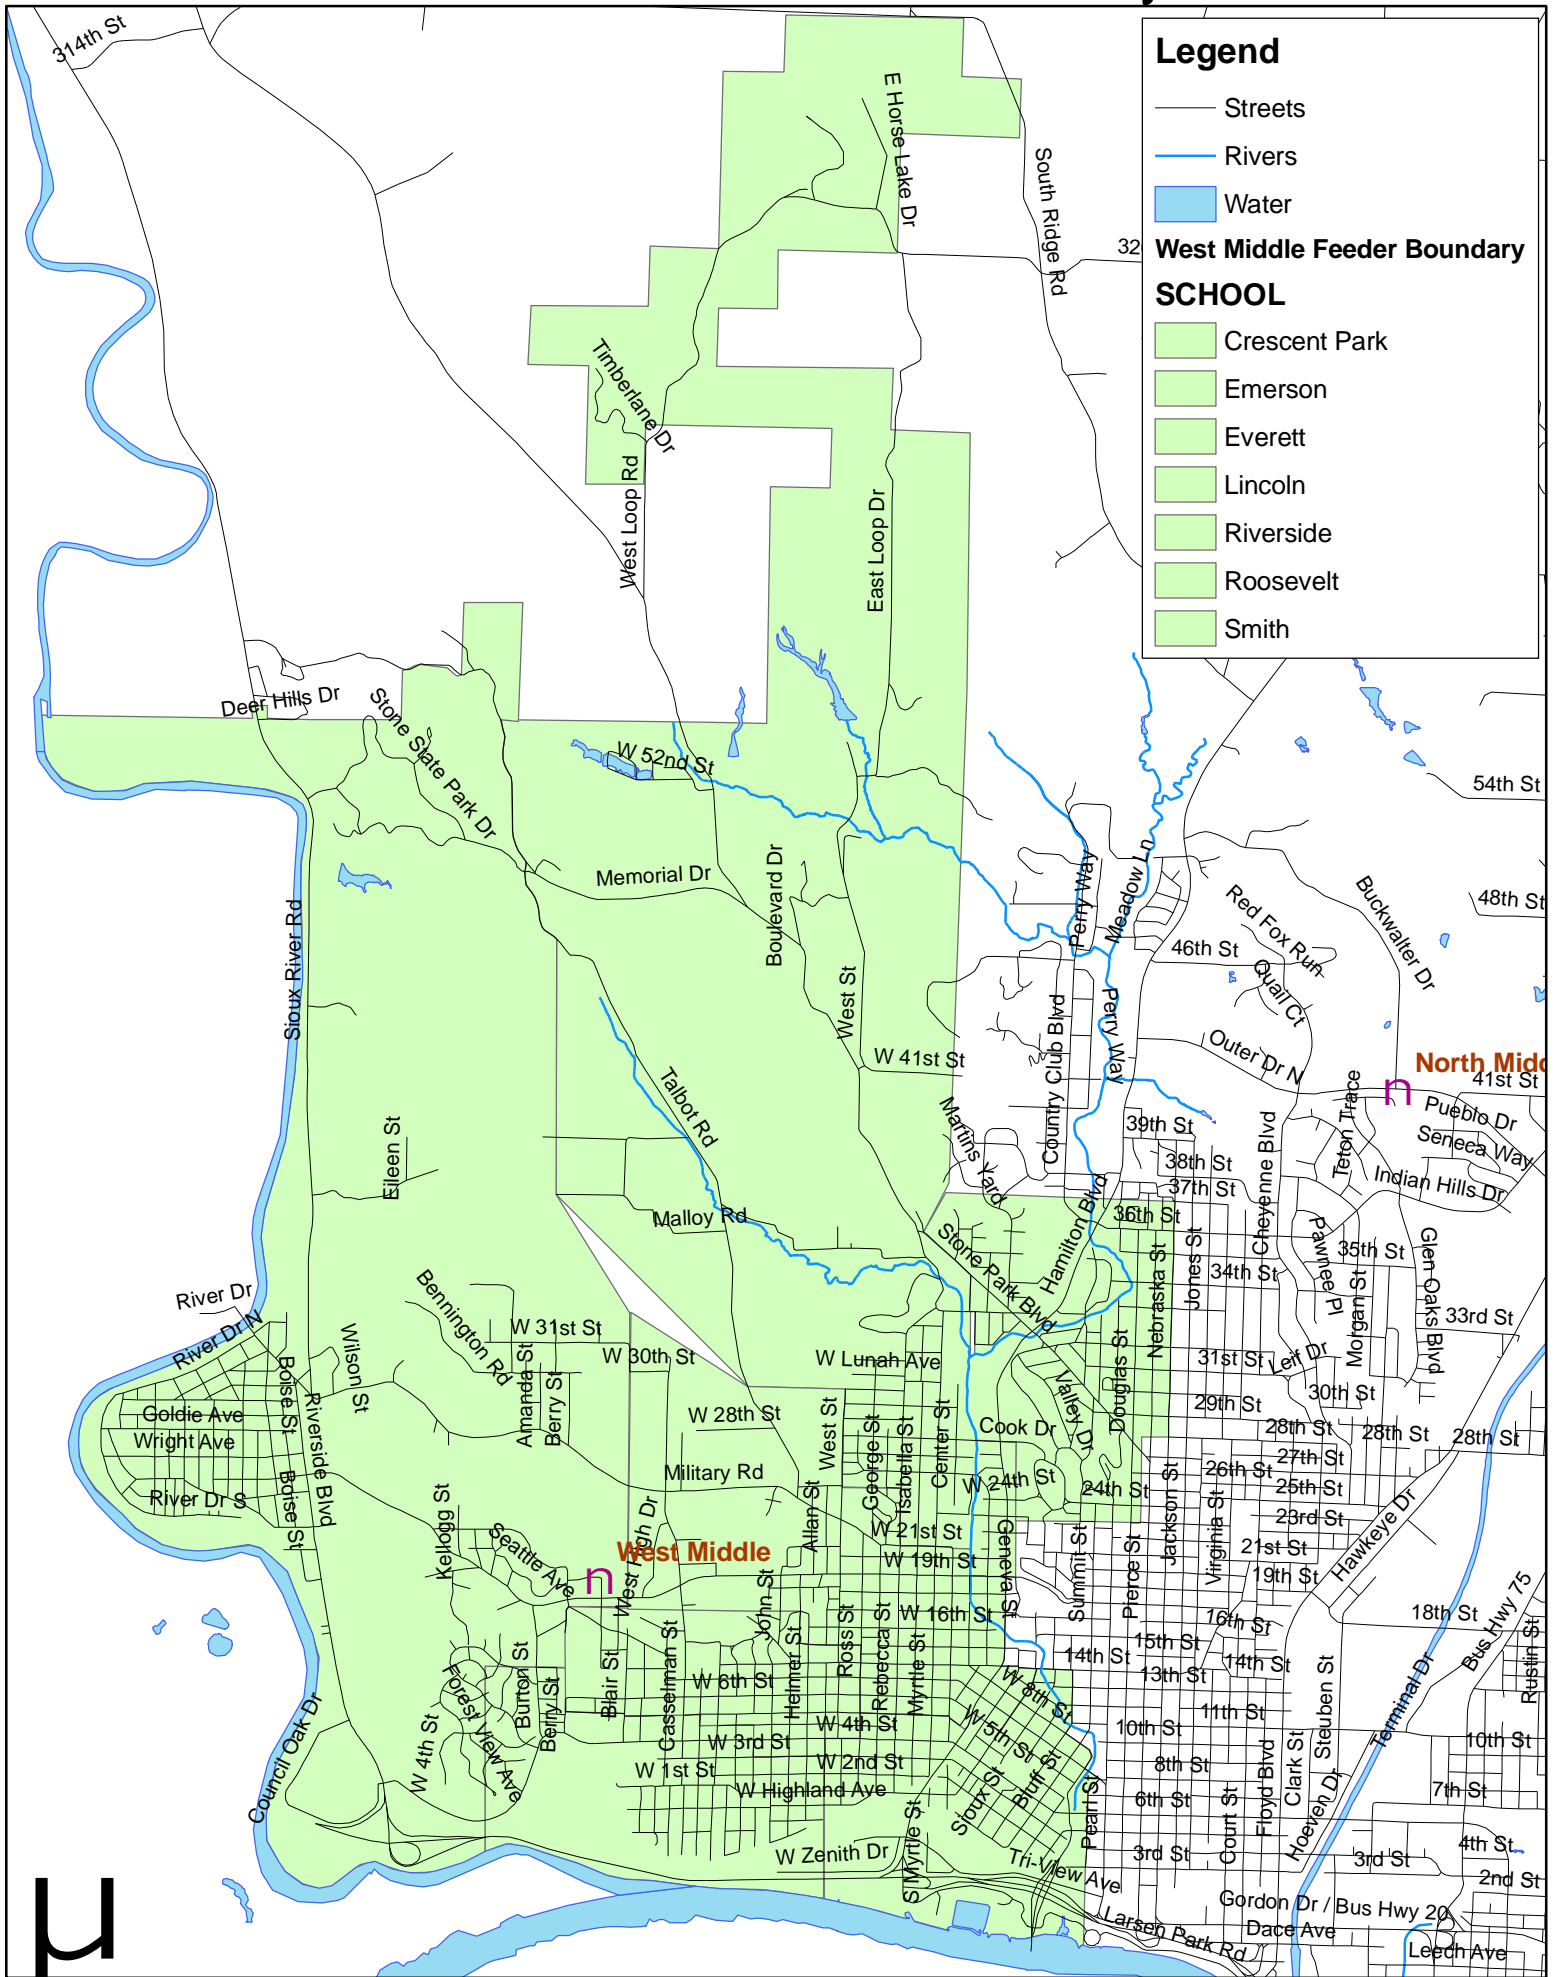 314th St
E Horse Lake Dr
South Ridge Rd
Legend
Streets
Rivers
Water
West Middle Feeder Boundary
SCHOOL
Crescent Park
Emerson
Everett
Lincoln
Riverside
Roosevelt
Smith
32
Timberlane Dr
West Loop Rd
East Loop Dr
Deer Hills Dr
Stone State Park Dr
W 52nd St
54th St
Memorial Dr
Boulevard Dr
Perry Way
Meadow Ln
Red Fox Run
Buckwalter Dr
48th St
Sioux River Rd
46th St
Quail Ct
West St
Country Club Blvd
Perry Way
Outer Dr N
W 41st St
North Midd
n
41st St
Talbot Rd
Martins Yard
39th St
Cheyenne Blvd
Teton Trace
Pueblo Dr
Seneca Way
Eileen St
38th St
37th St
Indian Hills Dr
Malloy Rd
Hamilton Blvd
36th St
Stone Park Blvd
Nebraska St
Jones St
34th St
Pawnee Pl
35th St
Morgan St
Glen Oaks Blvd
33rd St
River Dr
River Dr N
Bennington Rd
W 31st St
W 30th St
Wilson St
W Lunah Ave
31st St
Leif Dr
30th St
Boise St
Riverside Blvd
Amanda St
Berry St
Valley Dr
Douglas St
29th St
Goldie Ave
Wright Ave
W 28th St
West St
George St
Isabella St
Center St
Cook Dr
28th St
28th St
28th St
27th St
Military Rd
W 24th St
24th St
26th St
25th St
River Dr S
Boise St
Kellogg St
Seattle Ave
West High Dr
Allan St
W 21st St
Geneva St
Summit St
Pierce St
Jackson St
Virginia St
23rd St
21st St
Hawkeye Dr
West Middle
n
W 19th St
19th St
John St
W 16th St
16th St
18th St
Bus Hwy 75
Rustin St
Ross St
Rebecca St
Myrtle St
15th St
14th St
14th St
13th St
Forest View Ave
Burton St
Berry St
Blair St
Casselman St
W 6th St
Helmer St
W 8th St
11th St
10th St
Steuben St
Terminal Dr
10th St
Council Oak Dr
W 4th St
W 4th St
W 3rd St
W 5th St
W 2nd St
W 1st St
W Highland Ave
Sioux St
Bluff St
8th St
Floyd Blvd
Clark St
Hoeven Dr
7th St
Pearl St
6th St
Court St
W Zenith Dr
S Myrtle St
Tri-View Ave
3rd St
3rd St
4th St
2nd St
Gordon Dr / Bus Hwy 20
Larsen Park Rd
Dace Ave
Leech Ave
µ